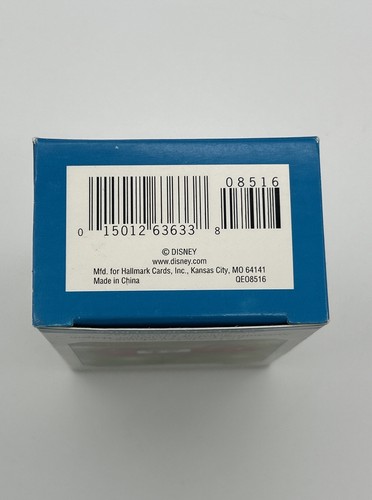 08516
0 15012 63633 8
© DISNEY
www.disney.com
Mfd. for Hallmark Cards, Inc., Kansas City, MO 64141
Made in China QEO8516